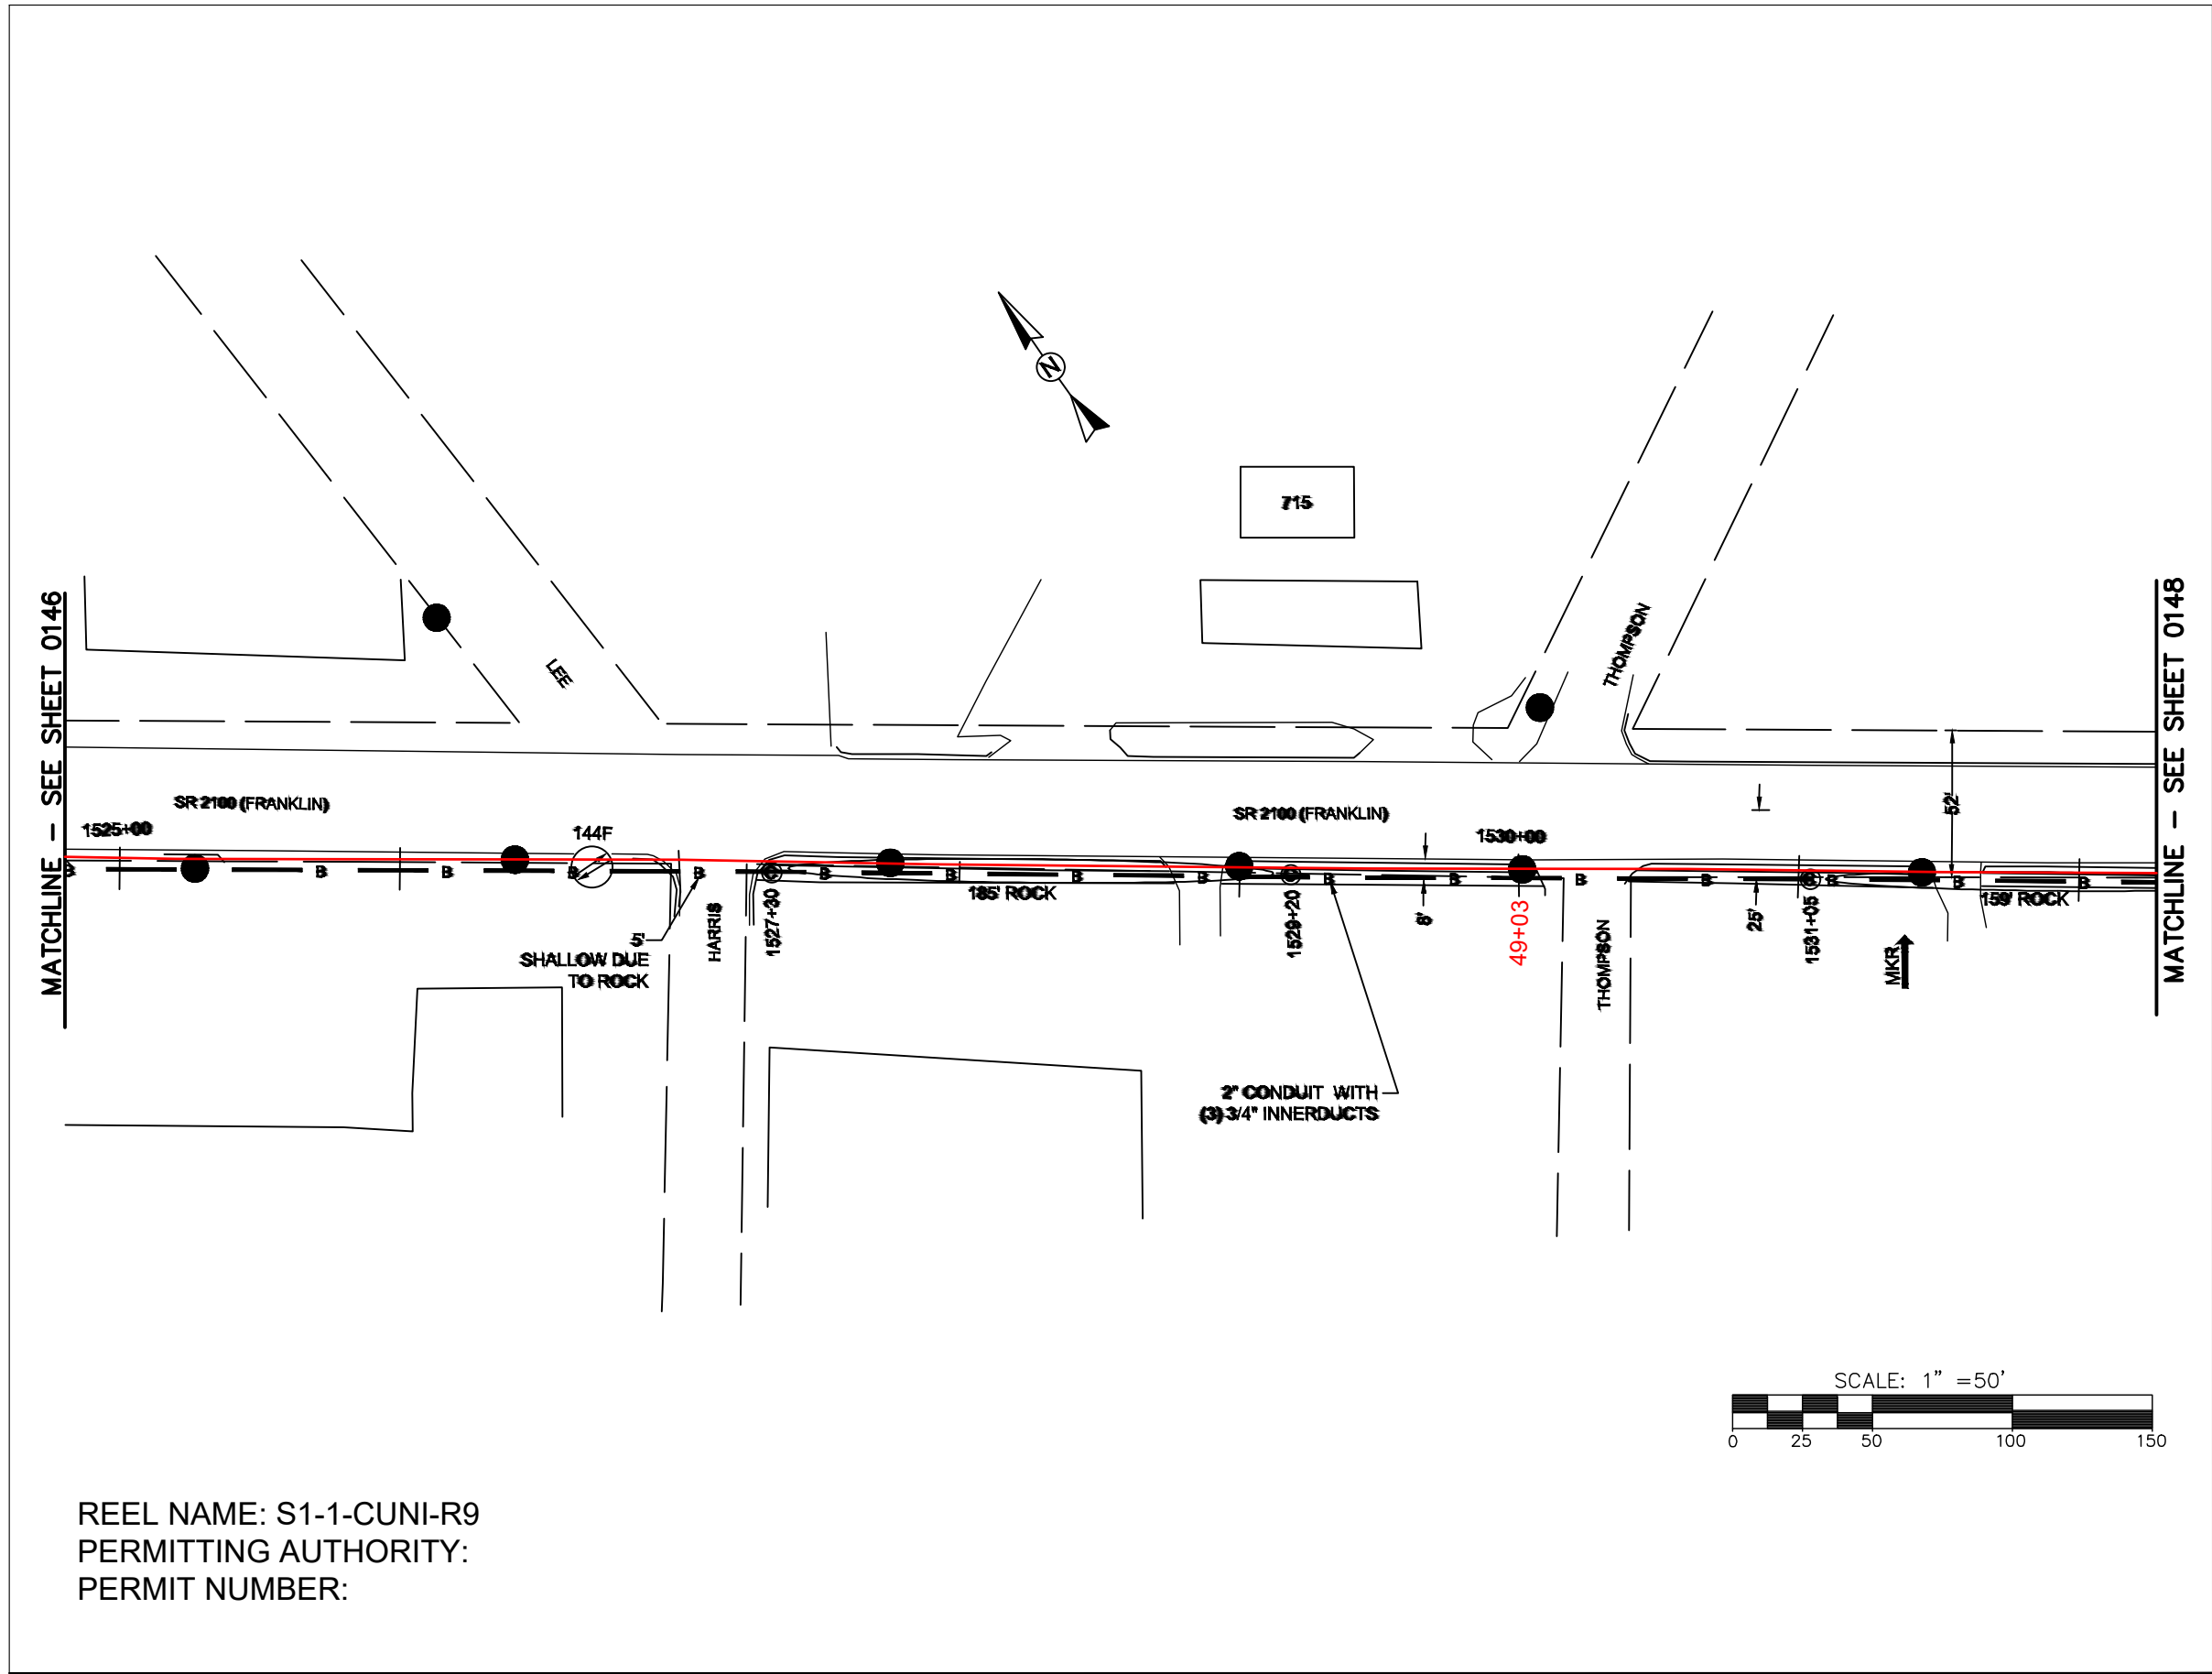 N
715
MATCHLINE - SEE SHEET 0146
MATCHLINE - SEE SHEET 0148
LEE
THOMPSON
SR 2100 (FRANKLIN)
SR 2100 (FRANKLIN)
52'
1525+00
144F
1530+00
B B B B B B B B B B B B B B B B
185' ROCK
159' ROCK
5'
HARRIS
1527+30
1529+20
8'
49+03
THOMPSON
25'
1531+05
MKR
SHALLOW DUE
TO ROCK
2" CONDUIT WITH
(3) 3/4" INNERDUCTS
SCALE: 1" =50'
0 25 50 100 150
REEL NAME: S1-1-CUNI-R9
PERMITTING AUTHORITY:
PERMIT NUMBER: